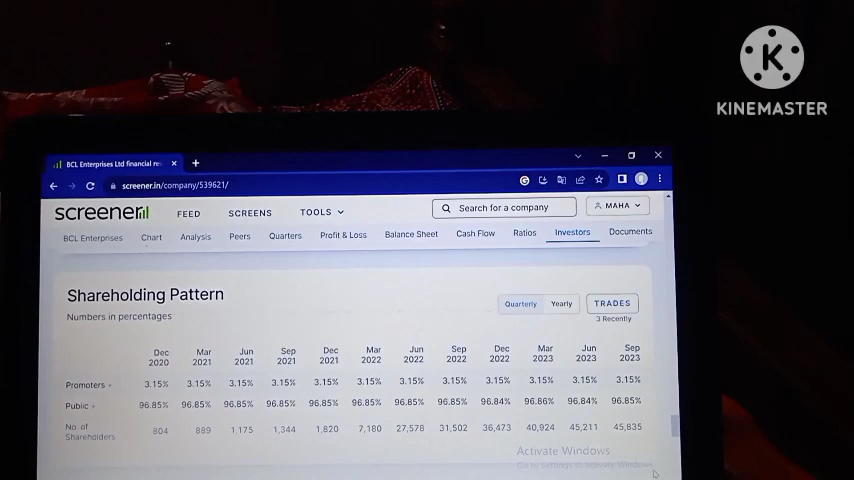 K
KINEMASTER
BCL Enterprises Ltd financial re
screener.in/company/539621/
screener
FEED
SCREENS
TOOLS
Search for a company
MAHA
BCL Enterprises
Chart
Analysis
Peers
Quarters
Profit & Loss
Balance Sheet
Cash Flow
Ratios
Investors
Documents
Shareholding Pattern
Numbers in percentages
Quarterly
Yearly
TRADES
3 Recently
Dec 2020 Mar 2021 Jun 2021 Sep 2021 Dec 2021 Mar 2022 Jun 2022 Sep 2022 Dec 2022 Mar 2023 Jun 2023 Sep 2023
Promoters + 3.15% 3.15% 3.15% 3.15% 3.15% 3.15% 3.15% 3.15% 3.15% 3.15% 3.15% 3.15%
Public + 96.85% 96.85% 96.85% 96.85% 96.85% 96.85% 96.85% 96.85% 96.84% 96.86% 96.84% 96.85%
No. of Shareholders 804 889 1,175 1,344 1,820 7,180 27,578 31,502 36,473 40,924 45,211 45,835
Activate Windows
Go to Settings to activate Windows.